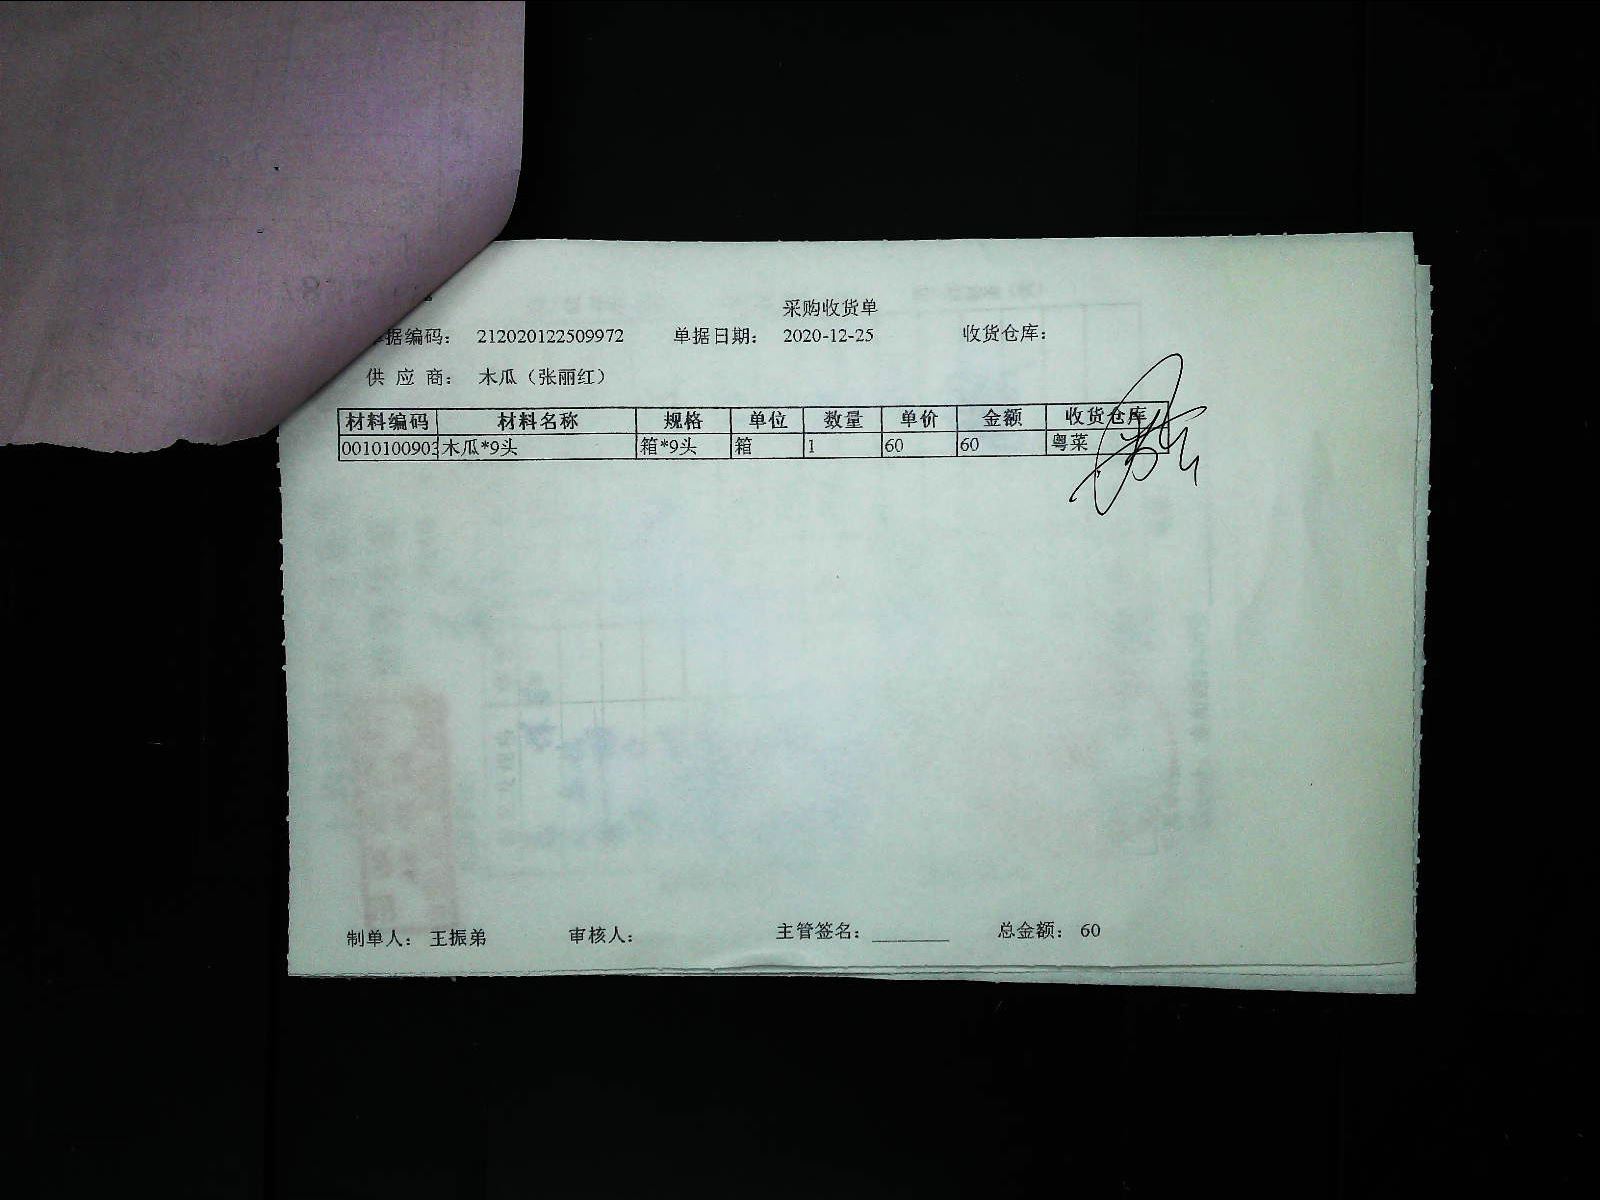 采购收货单
据编码： 212020122509972 单据日期： 2020-12-25 收货仓库：
供 应 商： 木瓜（张丽红）
材料编码 材料名称 规格 单位 数量 单价 金额 收货仓库
0010100903 木瓜*9头 箱*9头 箱 1 60 60 粤菜
制单人： 王振弟 审核人： 主管签名： 总金额： 60